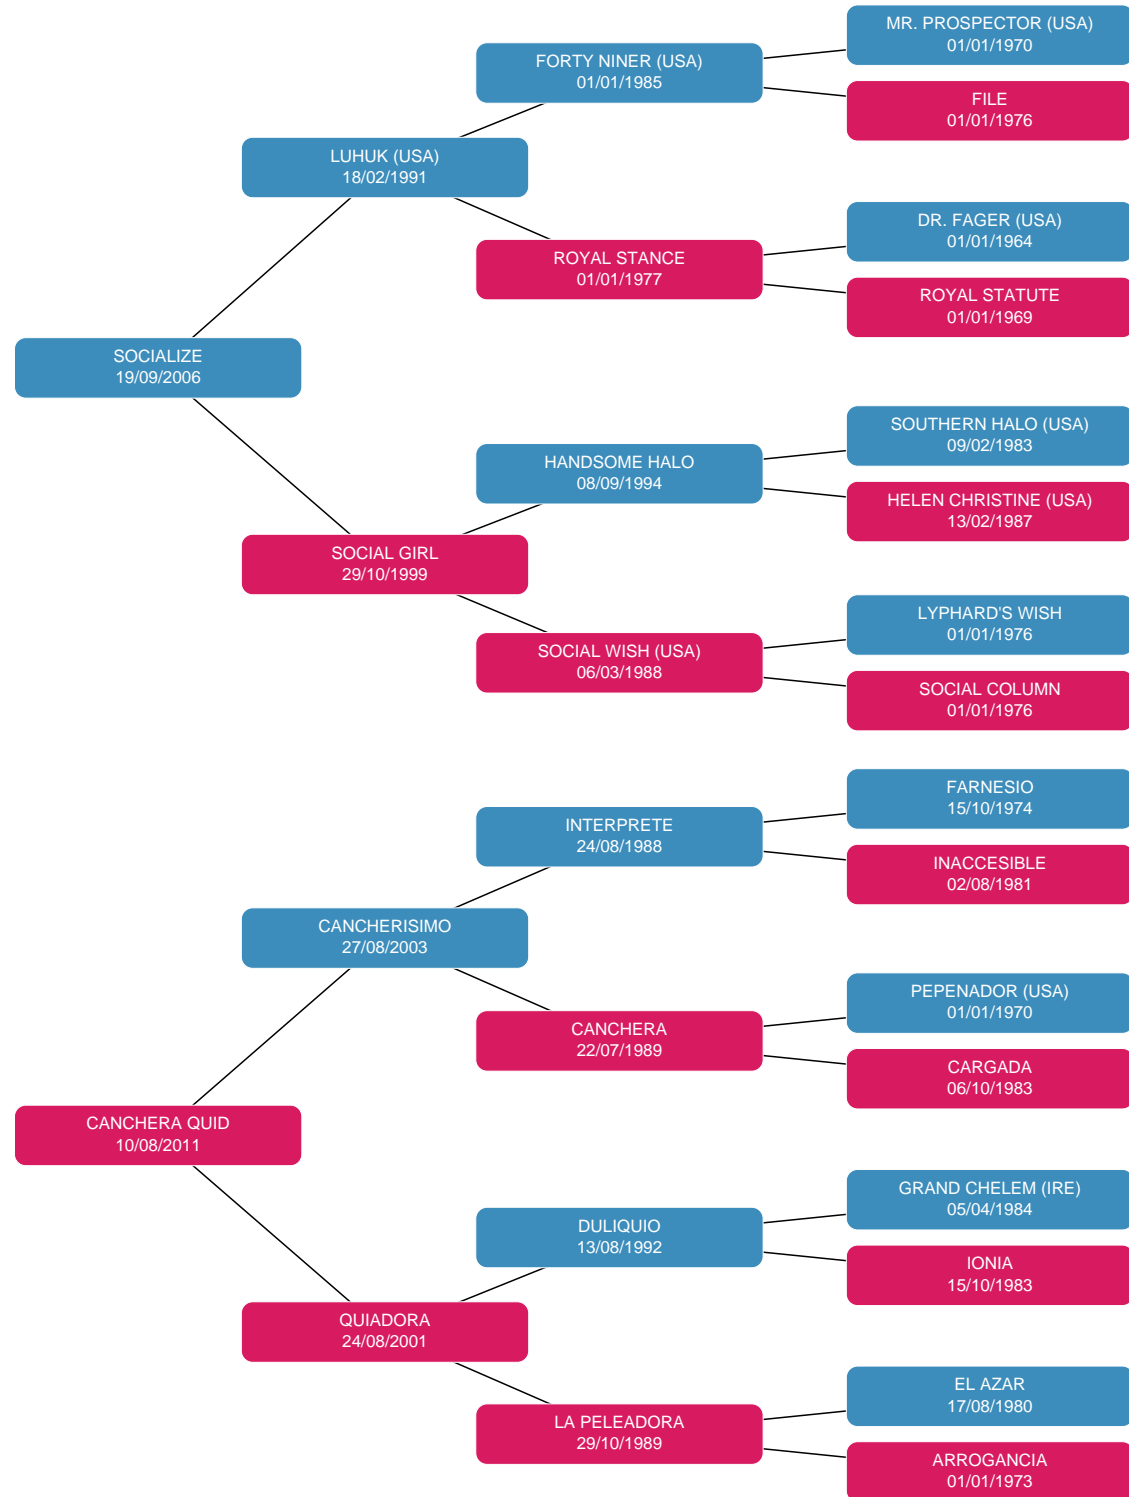 MR. PROSPECTOR (USA)
01/01/1970
FORTY NINER (USA)
01/01/1985
FILE
01/01/1976
LUHUK (USA)
18/02/1991
DR. FAGER (USA)
01/01/1964
ROYAL STANCE
01/01/1977
ROYAL STATUTE
01/01/1969
SOCIALIZE
19/09/2006
SOUTHERN HALO (USA)
09/02/1983
HANDSOME HALO
08/09/1994
HELEN CHRISTINE (USA)
13/02/1987
SOCIAL GIRL
29/10/1999
LYPHARD'S WISH
01/01/1976
SOCIAL WISH (USA)
06/03/1988
SOCIAL COLUMN
01/01/1976
FARNESIO
15/10/1974
INTERPRETE
24/08/1988
INACCESIBLE
02/08/1981
CANCHERISIMO
27/08/2003
PEPENADOR (USA)
01/01/1970
CANCHERA
22/07/1989
CARGADA
06/10/1983
CANCHERA QUID
10/08/2011
GRAND CHELEM (IRE)
05/04/1984
DULIQUIO
13/08/1992
IONIA
15/10/1983
QUIADORA
24/08/2001
EL AZAR
17/08/1980
LA PELEADORA
29/10/1989
ARROGANCIA
01/01/1973